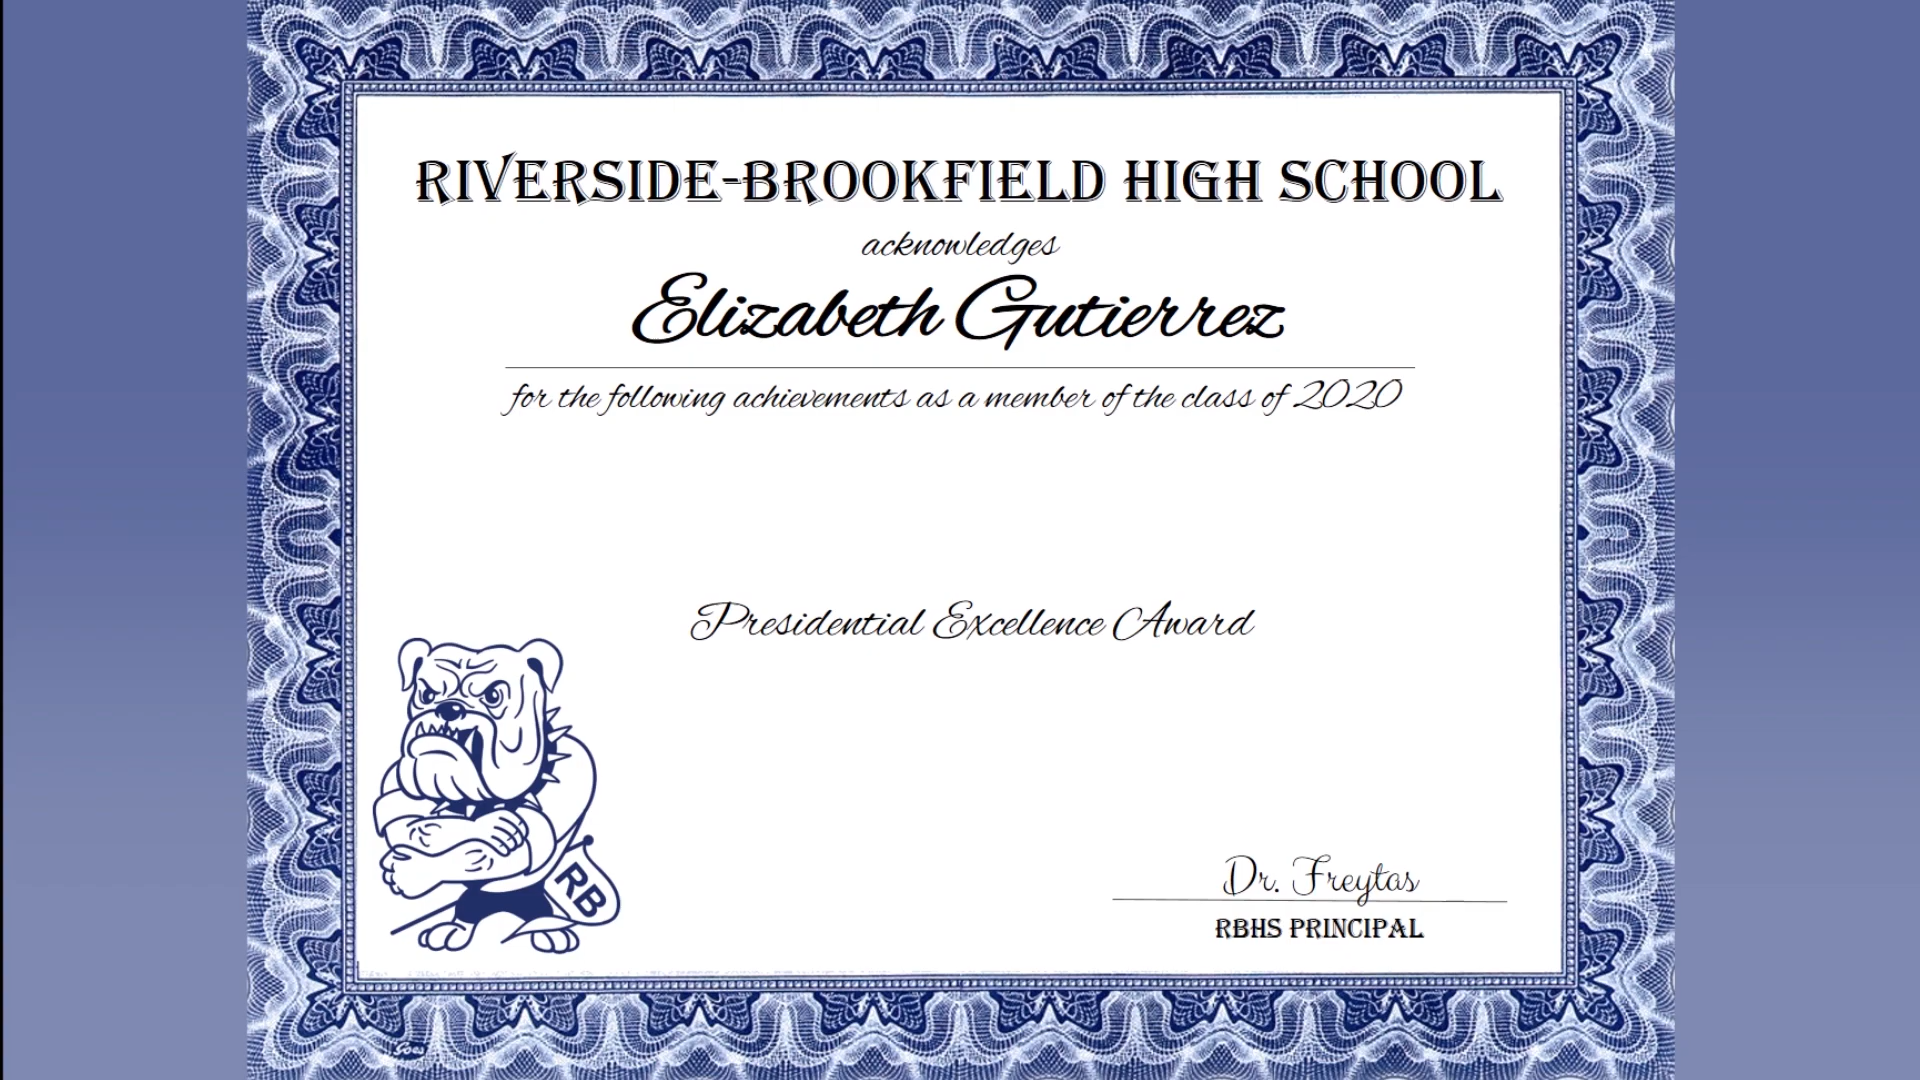 RIVERSIDE-BROOKFIELD HIGH SCHOOL
acknowledges
Elizabeth Gutierrez
for the following achievements as a member of the class of 2020
Presidential Excellence Award
RB
Dr. Freytas
RBHS PRINCIPAL
Goes